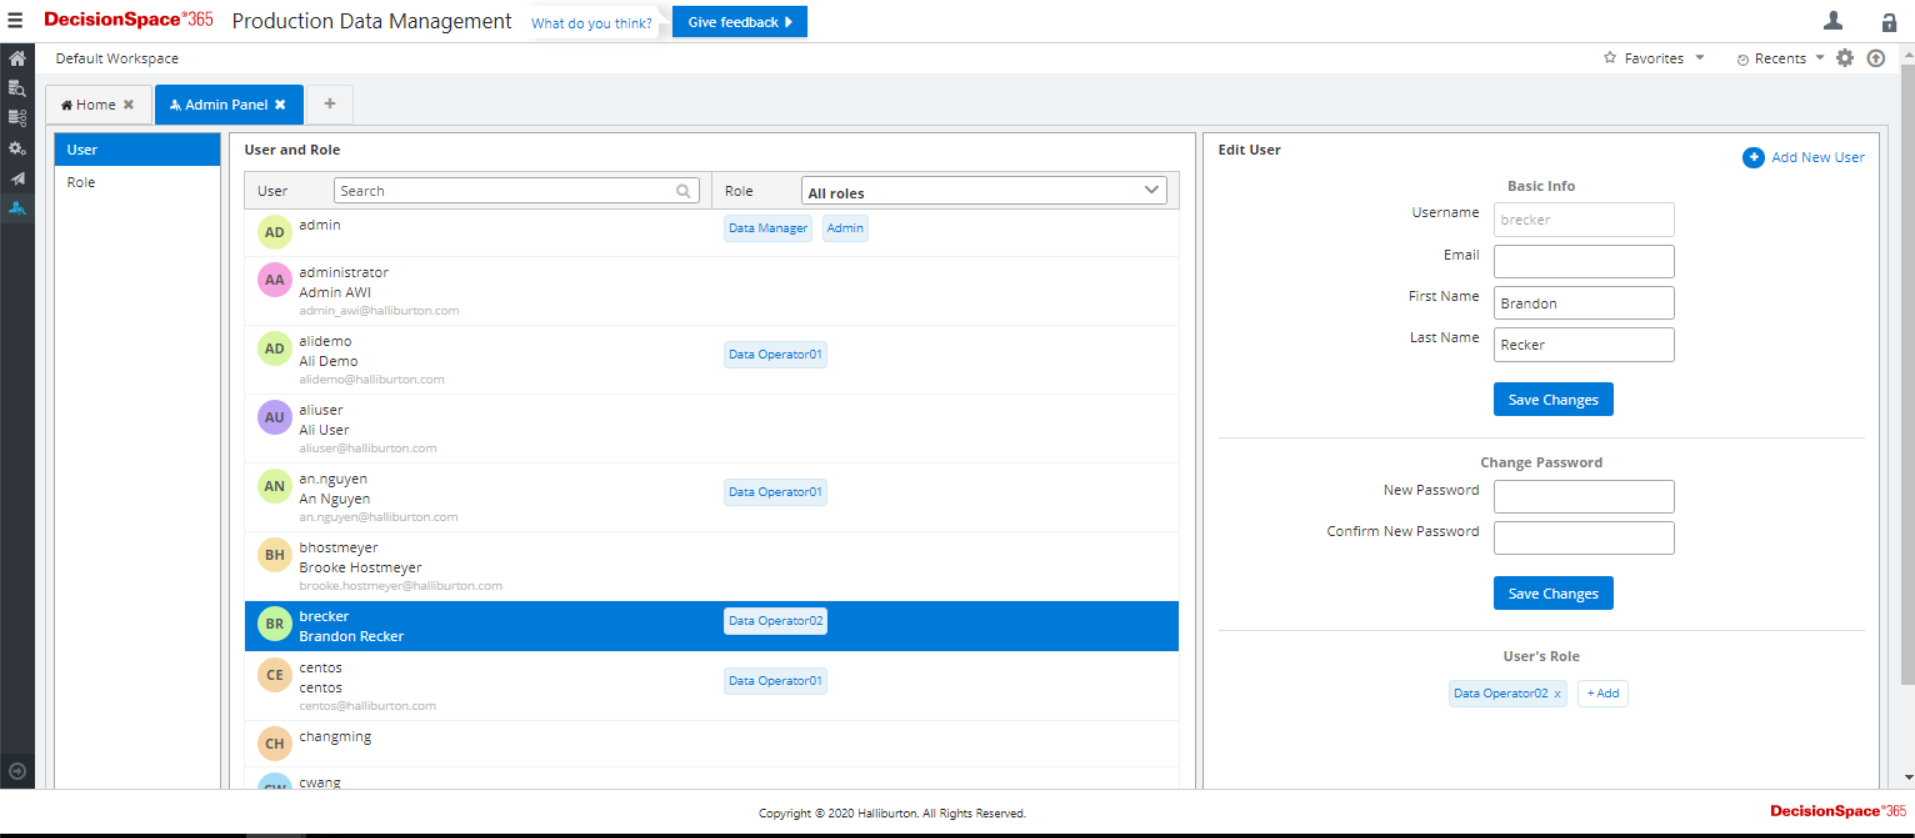 DecisionSpace®365 Production Data Management What do you think? Give feedback
Default Workspace Favorites Recents
Home Admin Panel
User
Role
User and Role
User Search Role All roles
AD admin Data Manager Admin
AA administrator
Admin AWI
admin_awi@halliburton.com
AD alidemo Data Operator01
Ali Demo
alidemo@halliburton.com
AU aliuser
Ali User
aliuser@halliburton.com
AN an.nguyen Data Operator01
An Nguyen
an.nguyen@halliburton.com
BH bhostmeyer
Brooke Hostmeyer
brooke.hostmeyer@halliburton.com
BR brecker Data Operator02
Brandon Recker
CE centos Data Operator01
centos
centos@halliburton.com
CH changming
CW cwang
Edit User
Add New User
Basic Info
Username brecker
Email
First Name Brandon
Last Name Recker
Save Changes
Change Password
New Password
Confirm New Password
Save Changes
User's Role
Data Operator02 x + Add
Copyright © 2020 Halliburton. All Rights Reserved.
DecisionSpace®365